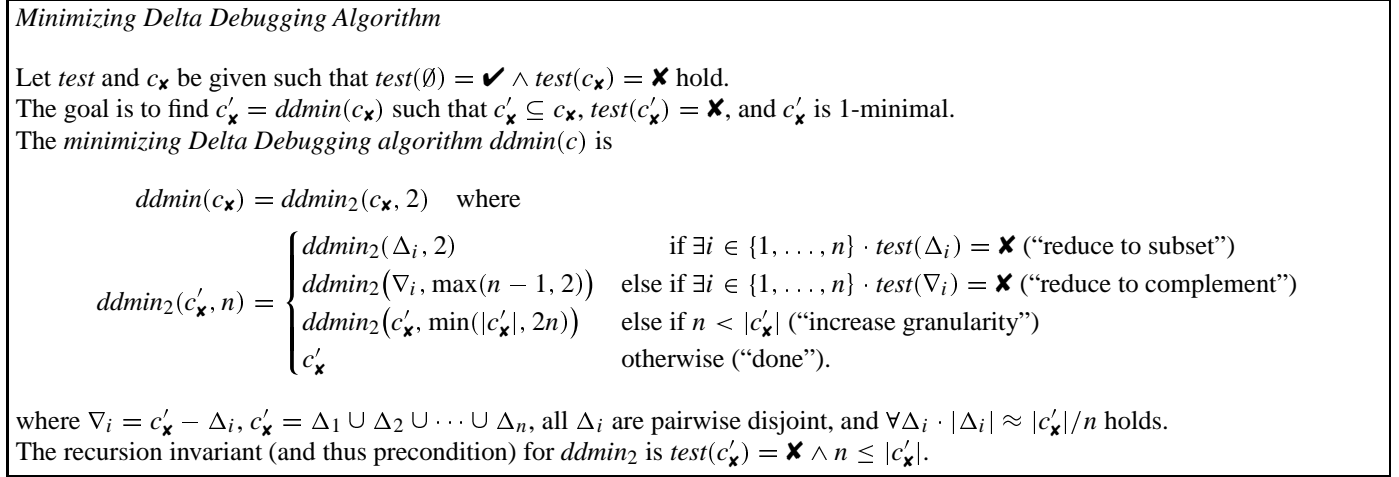 Minimizing Delta Debugging Algorithm
Let test and c✘ be given such that test(∅) = ✔ ∧ test(c✘) = ✘ hold.
The goal is to find c′✘ = ddmin(c✘) such that c′✘ ⊆ c✘, test(c′✘) = ✘, and c′✘ is 1-minimal.
The minimizing Delta Debugging algorithm ddmin(c) is
ddmin(c✘) = ddmin₂(c✘, 2) where
ddmin₂(c′✘, n) = {
ddmin₂(Δᵢ, 2) if ∃i ∈ {1, . . . , n} · test(Δᵢ) = ✘ (“reduce to subset”)
ddmin₂(∇ᵢ, max(n − 1, 2)) else if ∃i ∈ {1, . . . , n} · test(∇ᵢ) = ✘ (“reduce to complement”)
ddmin₂(c′✘, min(|c′✘|, 2n)) else if n < |c′✘| (“increase granularity”)
c′✘ otherwise (“done”).
where ∇ᵢ = c′✘ − Δᵢ, c′✘ = Δ₁ ∪ Δ₂ ∪ · · · ∪ Δₙ, all Δᵢ are pairwise disjoint, and ∀Δᵢ · |Δᵢ| ≈ |c′✘|/n holds.
The recursion invariant (and thus precondition) for ddmin₂ is test(c′✘) = ✘ ∧ n ≤ |c′✘|.